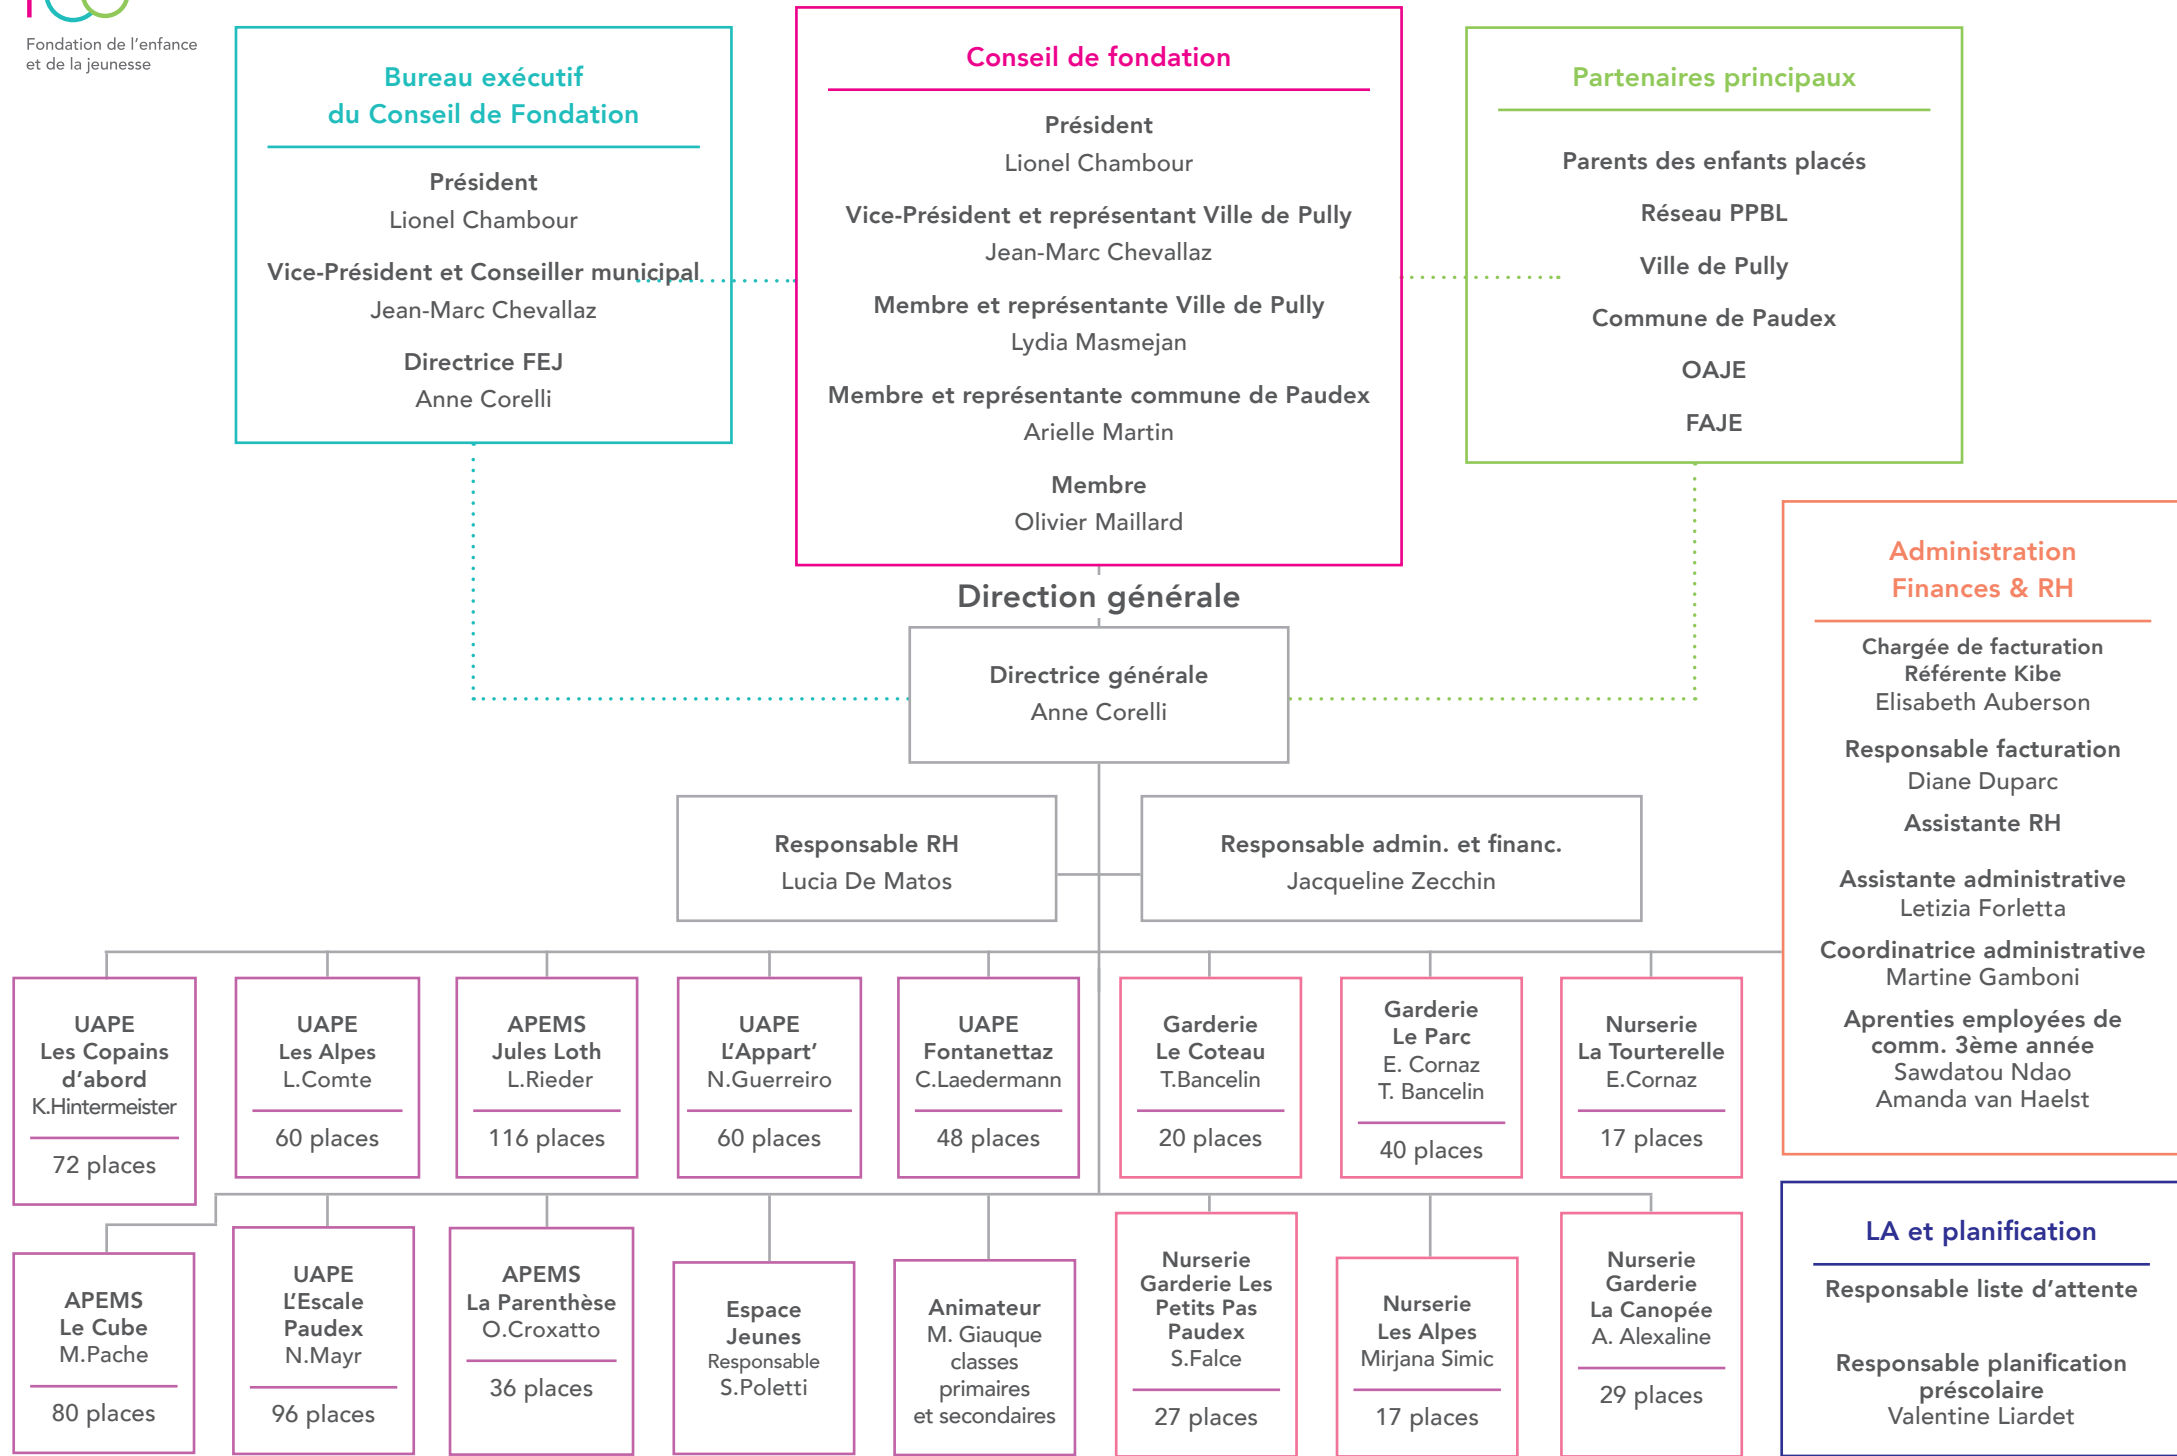 Fondation de l'enfance
et de la jeunesse
Bureau exécutif
du Conseil de Fondation
Président
Lionel Chambour
Vice-Président et Conseiller municipal
Jean-Marc Chevallaz
Directrice FEJ
Anne Corelli
Conseil de fondation
Président
Lionel Chambour
Vice-Président et représentant Ville de Pully
Jean-Marc Chevallaz
Membre et représentante Ville de Pully
Lydia Masmejan
Membre et représentante commune de Paudex
Arielle Martin
Membre
Olivier Maillard
Partenaires principaux
Parents des enfants placés
Réseau PPBL
Ville de Pully
Commune de Paudex
OAJE
FAJE
Direction générale
Directrice générale
Anne Corelli
Responsable RH
Lucia De Matos
Responsable admin. et financ.
Jacqueline Zecchin
Administration
Finances & RH
Chargée de facturation
Référente Kibe
Elisabeth Auberson
Responsable facturation
Diane Duparc
Assistante RH
Assistante administrative
Letizia Forletta
Coordinatrice administrative
Martine Gamboni
Aprenties employées de
comm. 3ème année
Sawdatou Ndao
Amanda van Haelst
UAPE
Les Copains
d'abord
K.Hintermeister
72 places
UAPE
Les Alpes
L.Comte
60 places
APEMS
Jules Loth
L.Rieder
116 places
UAPE
L'Appart'
N.Guerreiro
60 places
UAPE
Fontanettaz
C.Laedermann
48 places
Garderie
Le Coteau
T.Bancelin
20 places
Garderie
Le Parc
E. Cornaz
T. Bancelin
40 places
Nurserie
La Tourterelle
E.Cornaz
17 places
APEMS
Le Cube
M.Pache
80 places
UAPE
L'Escale
Paudex
N.Mayr
96 places
APEMS
La Parenthèse
O.Croxatto
36 places
Espace
Jeunes
Responsable
S.Poletti
Animateur
M. Giauque
classes
primaires
et secondaires
Nurserie
Garderie Les
Petits Pas
Paudex
S.Falce
27 places
Nurserie
Les Alpes
Mirjana Simic
17 places
Nurserie
Garderie
La Canopée
A. Alexaline
29 places
LA et planification
Responsable liste d'attente
Responsable planification
préscolaire
Valentine Liardet